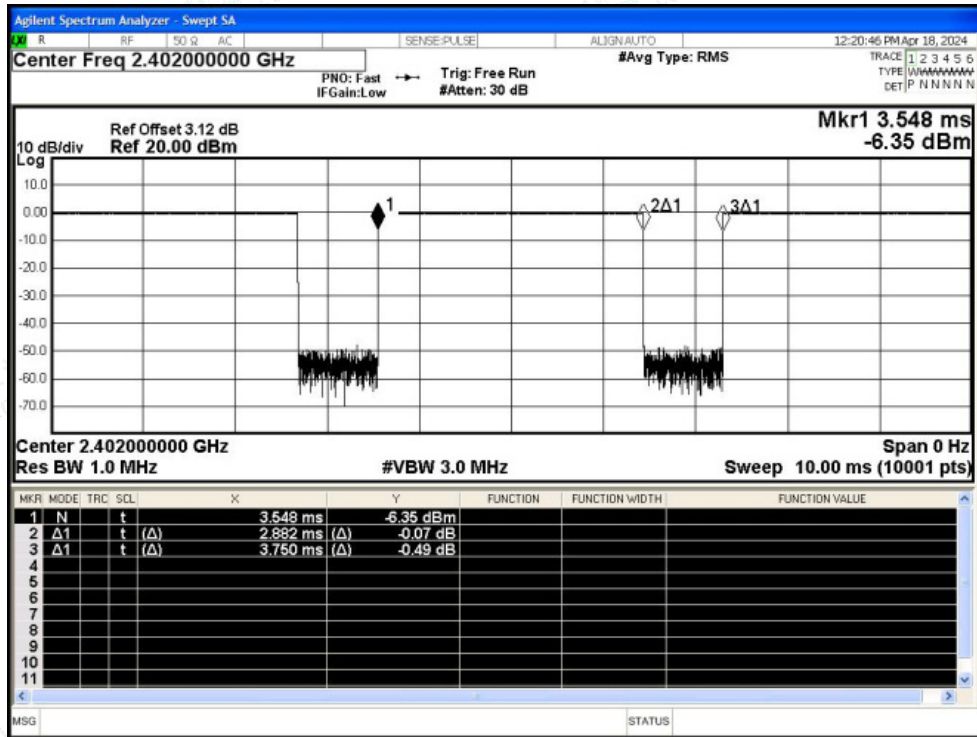 Agilent Spectrum Analyzer - Swept SA
LXI R RF 50 Ω AC SENSE:PULSE ALIGNAUTO 12:20:46 PM Apr 18, 2024
Center Freq 2.402000000 GHz #Avg Type: RMS TRACE 1 2 3 4 5 6
PNO: Fast Trig: Free Run TYPE WWWWWW
IFGain:Low #Atten: 30 dB DET P N N N N N
Mkr1 3.548 ms
Ref Offset 3.12 dB
10 dB/div Ref 20.00 dBm -6.35 dBm
Log
10.0
0.00 1 2Δ1 3Δ1
-10.0
-20.0
-30.0
-40.0
-50.0
-60.0
-70.0
Center 2.402000000 GHz Span 0 Hz
Res BW 1.0 MHz #VBW 3.0 MHz Sweep 10.00 ms (10001 pts)
MKR MODE TRC SCL X Y FUNCTION FUNCTION WIDTH FUNCTION VALUE
1 N t 3.548 ms -6.35 dBm
2 Δ1 t (Δ) 2.882 ms (Δ) -0.07 dB
3 Δ1 t (Δ) 3.750 ms (Δ) -0.49 dB
4
5
6
7
8
9
10
11
MSG STATUS